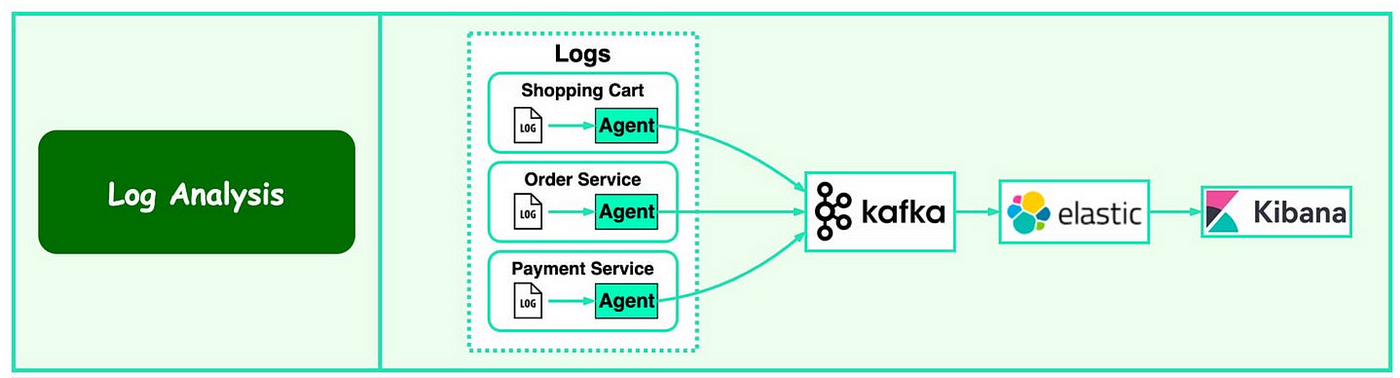 Log Analysis
Logs
Shopping Cart
LOG
Agent
Order Service
LOG
Agent
Payment Service
LOG
Agent
kafka
elastic
Kibana